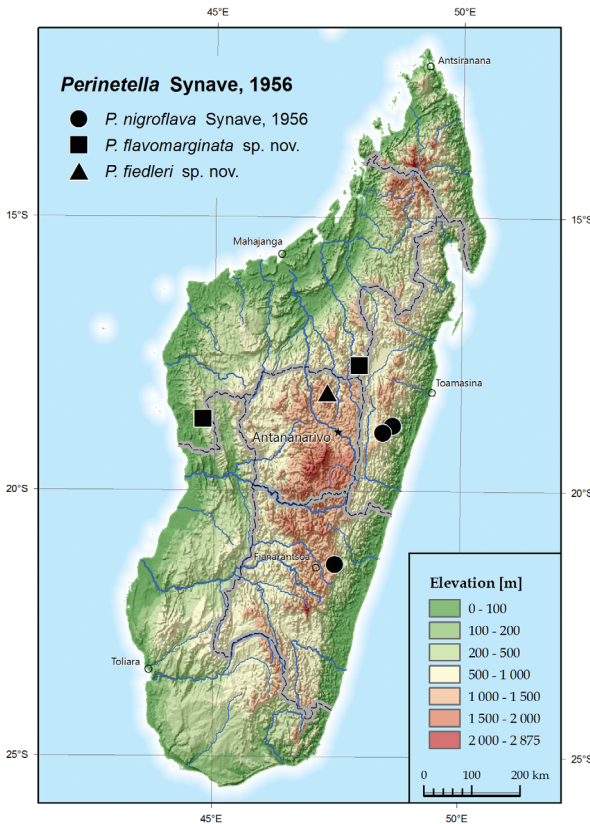 45°E 50°E
Antsiranana
Perinetella Synave, 1956
P. nigroflava Synave, 1956
P. flavomarginata sp. nov.
P. fiedleri sp. nov.
15°S 15°S
Mahajanga
Toamasina
Antananarivo
20°S 20°S
Fianarantsoa
Elevation [m]
0 - 100
100 - 200
200 - 500
500 - 1 000
1 000 - 1 500
1 500 - 2 000
2 000 - 2 875
Toliara
25°S 25°S
0 100 200 km
45°E 50°E